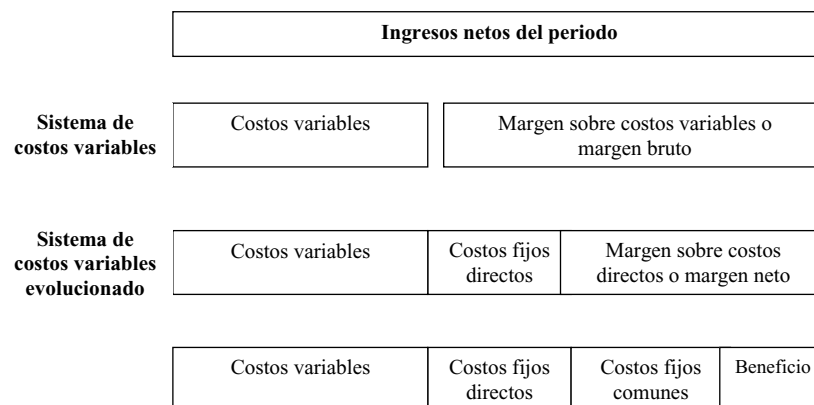 Ingresos netos del periodo
Sistema de
costos variables
Costos variables
Margen sobre costos variables o
margen bruto
Sistema de
costos variables
evolucionado
Costos variables
Costos fijos
directos
Margen sobre costos
directos o margen neto
Costos variables
Costos fijos
directos
Costos fijos
comunes
Beneficio